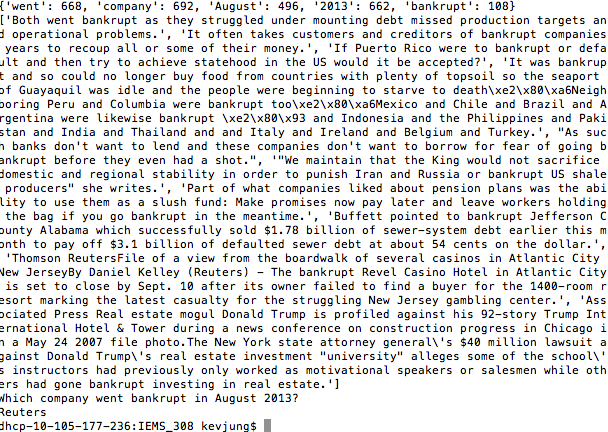 {'went': 668, 'company': 692, 'August': 496, '2013': 662, 'bankrupt': 108}
['Both went bankrupt as they struggled under mounting debt missed production targets an
d operational problems.', 'It often takes customers and creditors of bankrupt companies
 years to recoup all or some of their money.', 'If Puerto Rico were to bankrupt or defa
ult and then try to achieve statehood in the US would it be accepted?', 'It was bankrup
t and so could no longer buy food from countries with plenty of topsoil so the seaport
of Guayaquil was idle and the people were beginning to starve to death\xe2\x80\xa6Neigh
boring Peru and Columbia were bankrupt too\xe2\x80\xa6Mexico and Chile and Brazil and A
rgentina were likewise bankrupt \xe2\x80\x93 and Indonesia and the Philippines and Paki
stan and India and Thailand and and Italy and Ireland and Belgium and Turkey.', "As suc
h banks don't want to lend and these companies don't want to borrow for fear of going b
ankrupt before they even had a shot.", '"We maintain that the King would not sacrifice
domestic and regional stability in order to punish Iran and Russia or bankrupt US shale
 producers" she writes.', 'Part of what companies liked about pension plans was the abi
lity to use them as a slush fund: Make promises now pay later and leave workers holding
 the bag if you go bankrupt in the meantime.', 'Buffett pointed to bankrupt Jefferson C
ounty Alabama which successfully sold $1.78 billion of sewer-system debt earlier this m
onth to pay off $3.1 billion of defaulted sewer debt at about 54 cents on the dollar.',
 'Thomson ReutersFile of a view from the boardwalk of several casinos in Atlantic City
New JerseyBy Daniel Kelley (Reuters) - The bankrupt Revel Casino Hotel in Atlantic City
 is set to close by Sept. 10 after its owner failed to find a buyer for the 1400-room r
esort marking the latest casualty for the struggling New Jersey gambling center.', 'Ass
ociated Press Real estate mogul Donald Trump is profiled against his 92-story Trump Int
ernational Hotel & Tower during a news conference on construction progress in Chicago i
n a May 24 2007 file photo.The New York state attorney general\'s $40 million lawsuit a
gainst Donald Trump\'s real estate investment "university" alleges some of the school\'
s instructors had previously only worked as motivational speakers or salesmen while oth
ers had gone bankrupt investing in real estate.']
Which company went bankrupt in August 2013?
Reuters
dhcp-10-105-177-236:IEMS_308 kevjung$